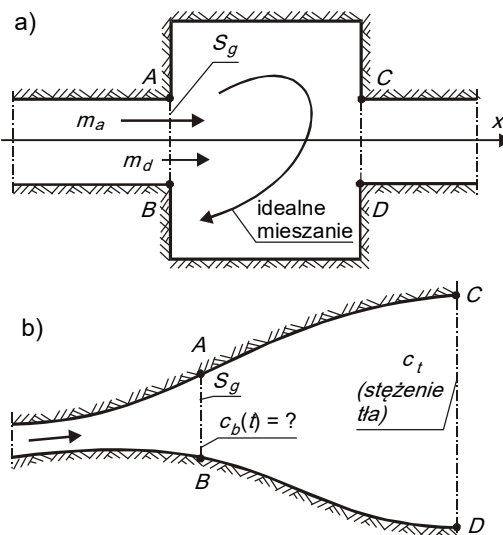 a)
S_g
A
C
m_a
x
m_d
B
D
idealne
mieszanie
b)
C
A
c_t
S_g
(stężenie
tła)
c_b(t) = ?
B
D